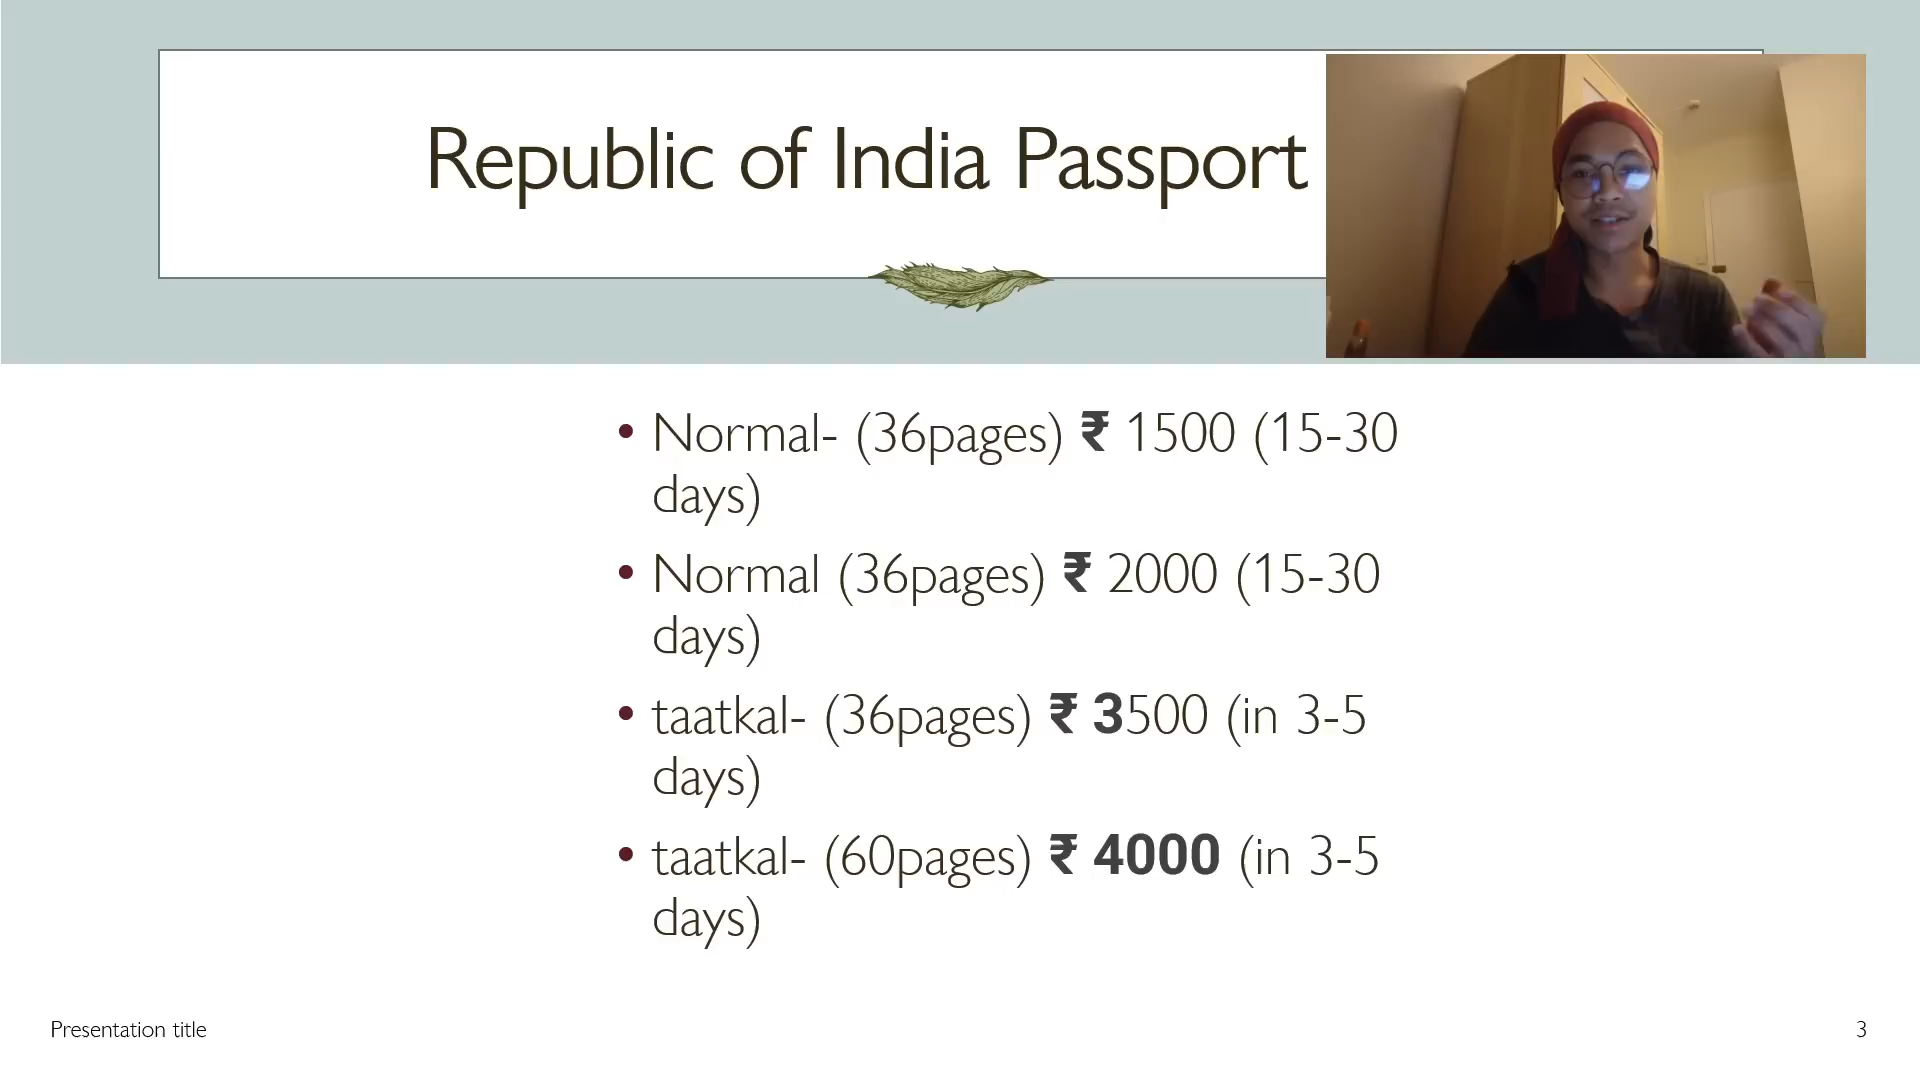 Republic of India Passport
• Normal- (36pages) ₹ 1500 (15-30
days)
• Normal (36pages) ₹ 2000 (15-30
days)
• taatkal- (36pages) ₹ 3500 (in 3-5
days)
• taatkal- (60pages) ₹ 4000 (in 3-5
days)
Presentation title
3